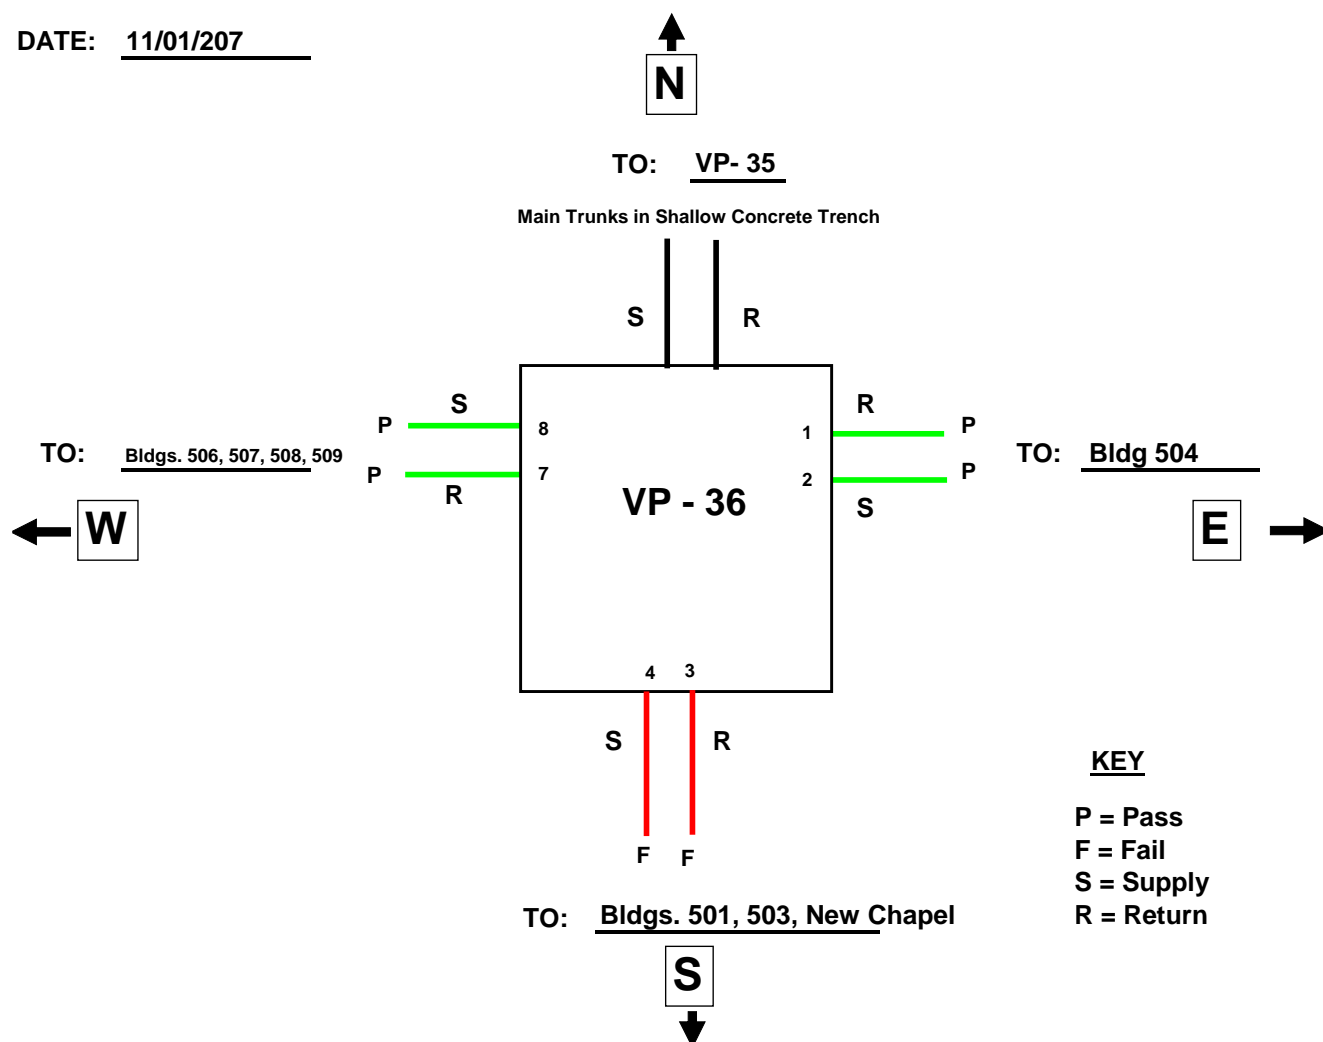 DATE: 11/01/207
N
TO: VP- 35
Main Trunks in Shallow Concrete Trench
S R
S R
P 8 1 P
TO: Bldgs. 506, 507, 508, 509 TO: Bldg 504
P 7 2 P
R S
VP - 36
W E
4 3
S R
KEY
P = Pass
F = Fail
S = Supply
R = Return
F F
TO: Bldgs. 501, 503, New Chapel
S